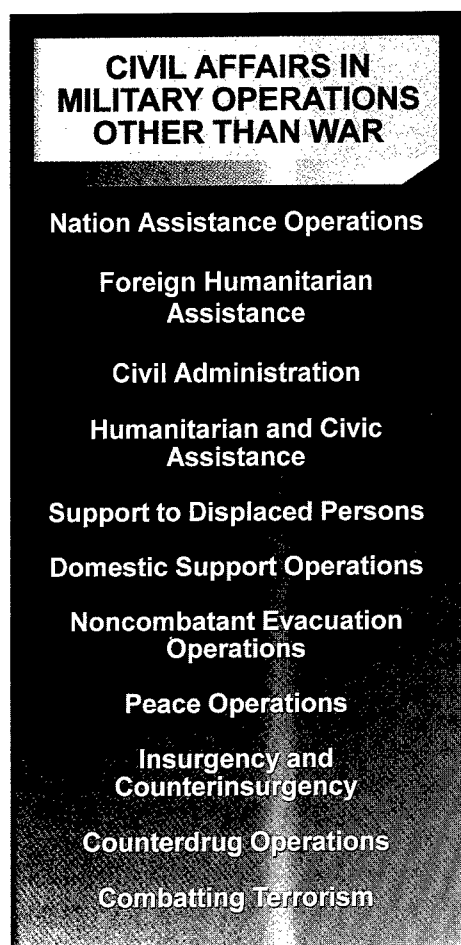 CIVIL AFFAIRS IN
MILITARY OPERATIONS
OTHER THAN WAR
Nation Assistance Operations
Foreign Humanitarian
Assistance
Civil Administration
Humanitarian and Civic
Assistance
Support to Displaced Persons
Domestic Support Operations
Noncombatant Evacuation
Operations
Peace Operations
Insurgency and
Counterinsurgency
Counterdrug Operations
Combatting Terrorism